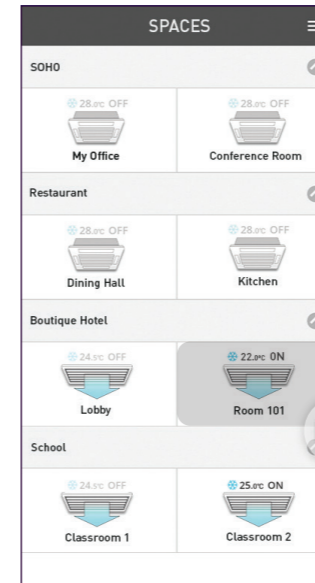 SPACES
SOHO
28.0°C OFF
28.0°C OFF
My Office
Conference Room
Restaurant
28.0°C OFF
28.0°C OFF
Dining Hall
Kitchen
Boutique Hotel
24.5°C OFF
22.0°C ON
Lobby
Room 101
School
24.5°C OFF
25.0°C ON
Classroom 1
Classroom 2